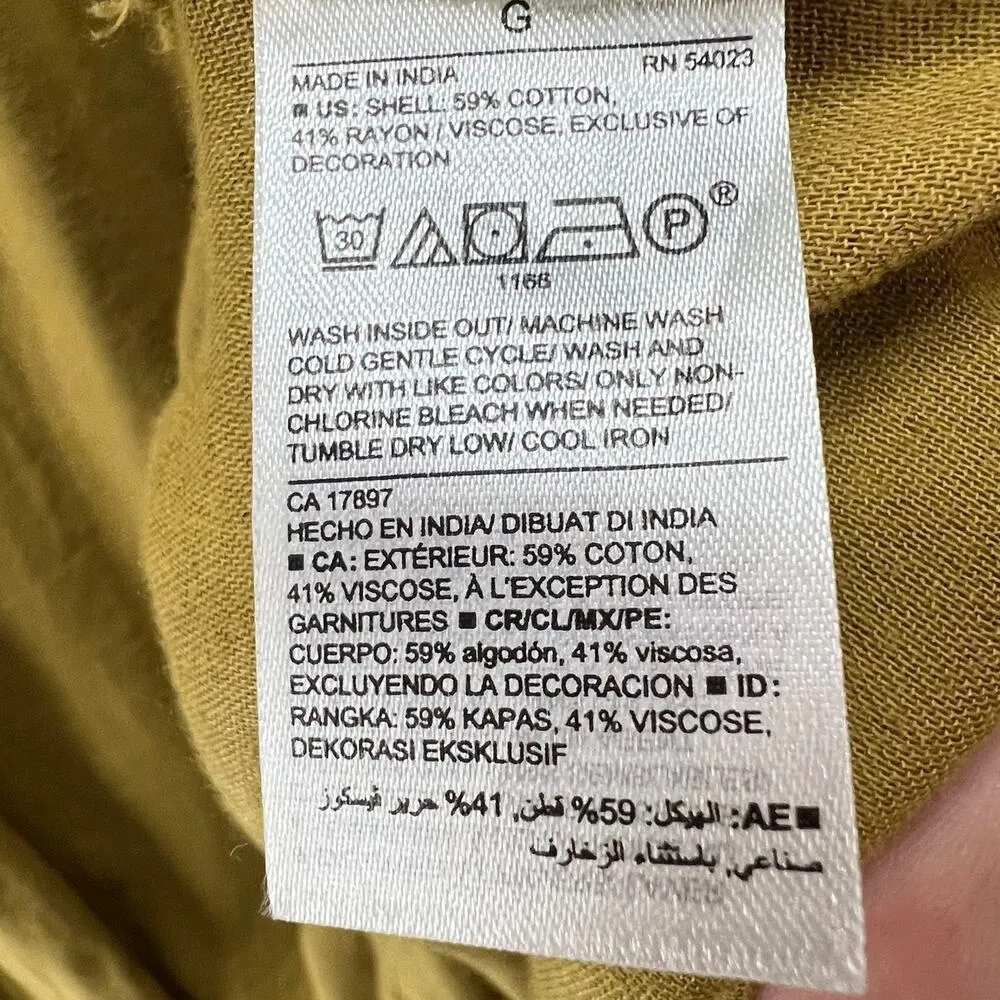 G
RN 54023
MADE IN INDIA
■ US: SHELL: 59% COTTON,
41% RAYON / VISCOSE, EXCLUSIVE OF
DECORATION
30 P ®
1166
WASH INSIDE OUT/ MACHINE WASH
COLD GENTLE CYCLE/ WASH AND
DRY WITH LIKE COLORS/ ONLY NON-
CHLORINE BLEACH WHEN NEEDED/
TUMBLE DRY LOW/ COOL IRON
CA 17897
HECHO EN INDIA/ DIBUAT DI INDIA
■ CA: EXTÉRIEUR: 59% COTON,
41% VISCOSE, À L'EXCEPTION DES
GARNITURES ■ CR/CL/MX/PE:
CUERPO: 59% algodón, 41% viscosa,
EXCLUYENDO LA DECORACION ■ ID:
RANGKA: 59% KAPAS, 41% VISCOSE,
DEKORASI EKSKLUSIF
■AE: الهيكل: 59% قطن, 41% حرير فيسكوز
صناعي, باستثناء الزخارف